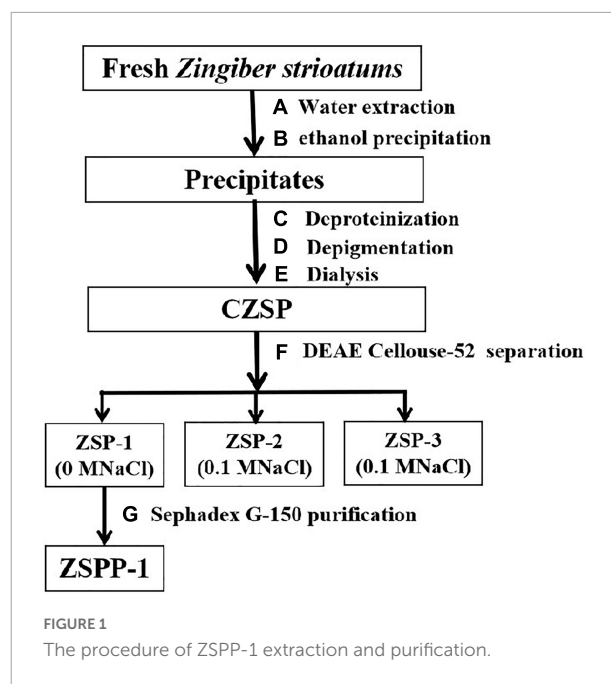 Fresh Zingiber strioatums
A Water extraction
B ethanol precipitation
Precipitates
C Deproteinization
D Depigmentation
E Dialysis
CZSP
F DEAE Cellouse-52 separation
ZSP-1
(0 MNaCl)
ZSP-2
(0.1 MNaCl)
ZSP-3
(0.1 MNaCl)
G Sephadex G-150 purification
ZSPP-1
FIGURE 1
The procedure of ZSPP-1 extraction and purification.